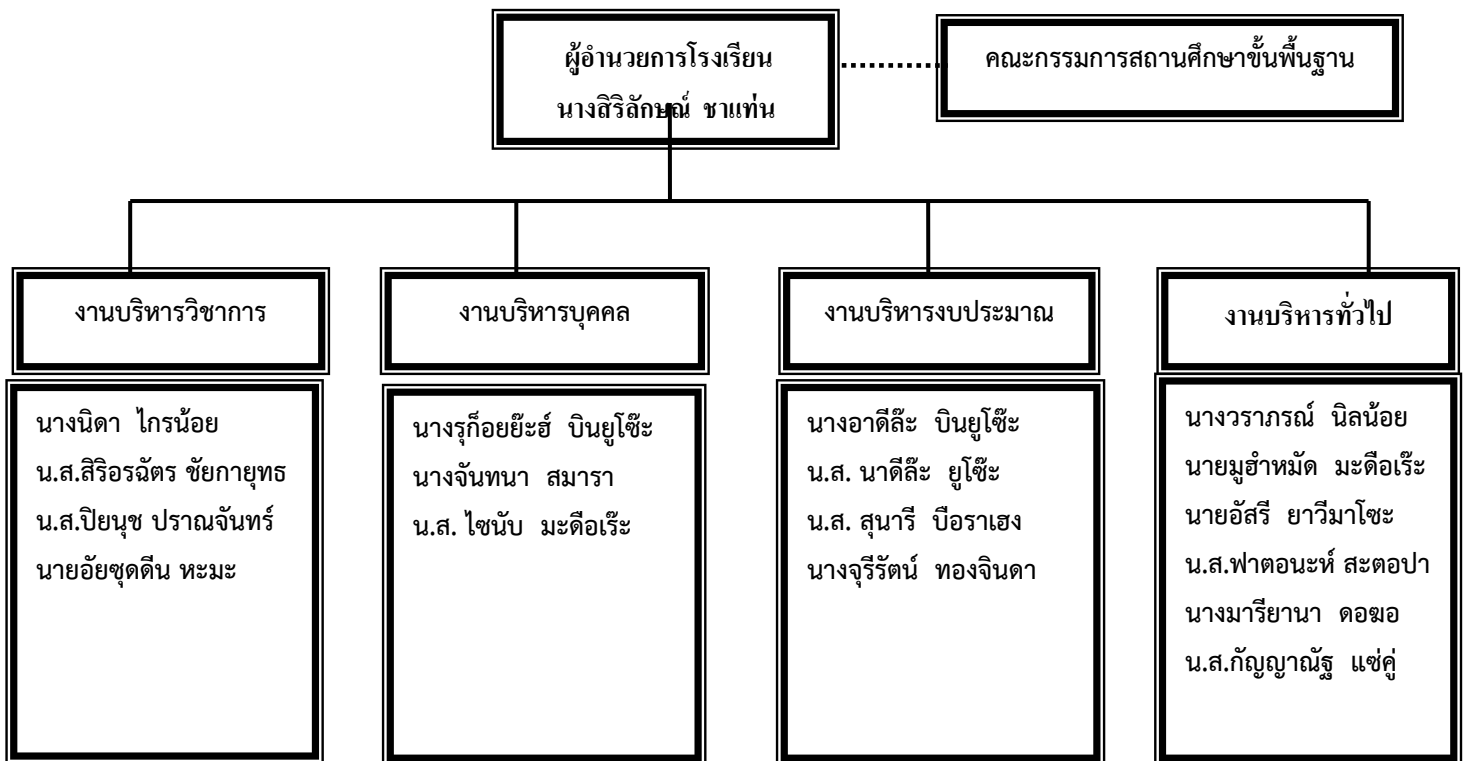 ผู้อำนวยการโรงเรียน
นางสิริลักษณ์ ชาแท่น
คณะกรรมการสถานศึกษาขั้นพื้นฐาน
งานบริหารวิชาการ
งานบริหารบุคคล
งานบริหารงบประมาณ
งานบริหารทั่วไป
นางนิดา ไกรน้อย
น.ส.สิริอรฉัตร ชัยกายุทธ
น.ส.ปิยนุช ปราณจันทร์
นายอัยซุดดีน หะมะ
นางรุก็อยย๊ะฮ์ บินยูโซ๊ะ
นางจันทนา สมารา
น.ส. ไซนับ มะดือเร๊ะ
นางอาดีล๊ะ บินยูโซ๊ะ
น.ส. นาดีล๊ะ ยูโซ๊ะ
น.ส. สุนารี บือราเฮง
นางจุรีรัตน์ ทองจินดา
นางวราภรณ์ นิลน้อย
นายมูฮำหมัด มะดือเร๊ะ
นายอัสรี ยาวีมาโซะ
น.ส.ฟาตอนะห์ สะตอปา
นางมารียานา ดอฆอ
น.ส.กัญญาณัฐ แซ่คู่